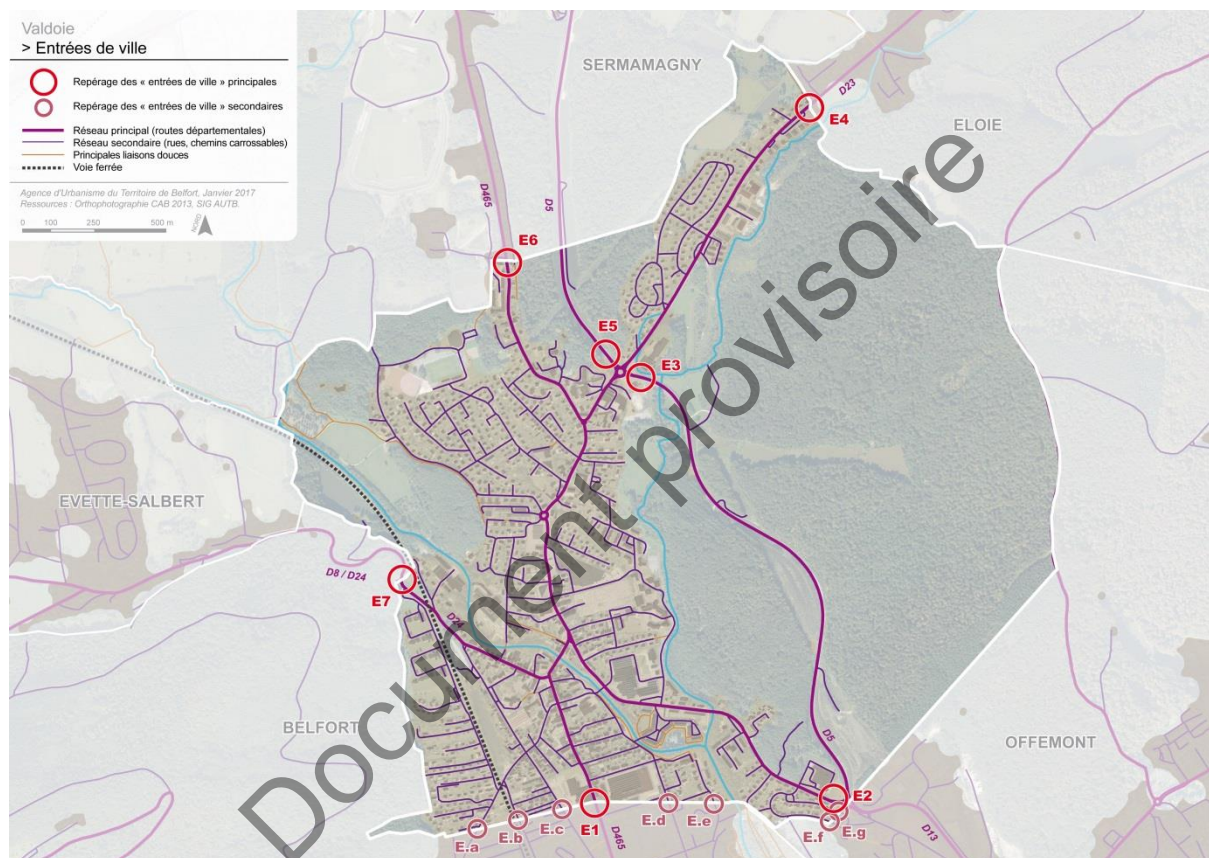 Valdoie
> Entrées de ville
Repérage des « entrées de ville » principales
Repérage des « entrées de ville » secondaires
Réseau principal (routes départementales)
Réseau secondaire (rues, chemins carrossables)
Principales liaisons douces
Voie ferrée
Agence d'Urbanisme du Territoire de Belfort, Janvier 2017
Ressources : Orthophotographie CAB 2013, SIG AUTB.
0 100 250 500 m
NORD
SERMAMAGNY
D23
E4
ELOIE
D465
D5
E6
E5
E3
EVETTE-SALBERT
D8 / D24
E7
D24
BELFORT
OFFEMONT
D5
E2
E.a
E.b
E.c
E1
D465
E.d
E.e
E.f
E.g
D13
Document provisoire